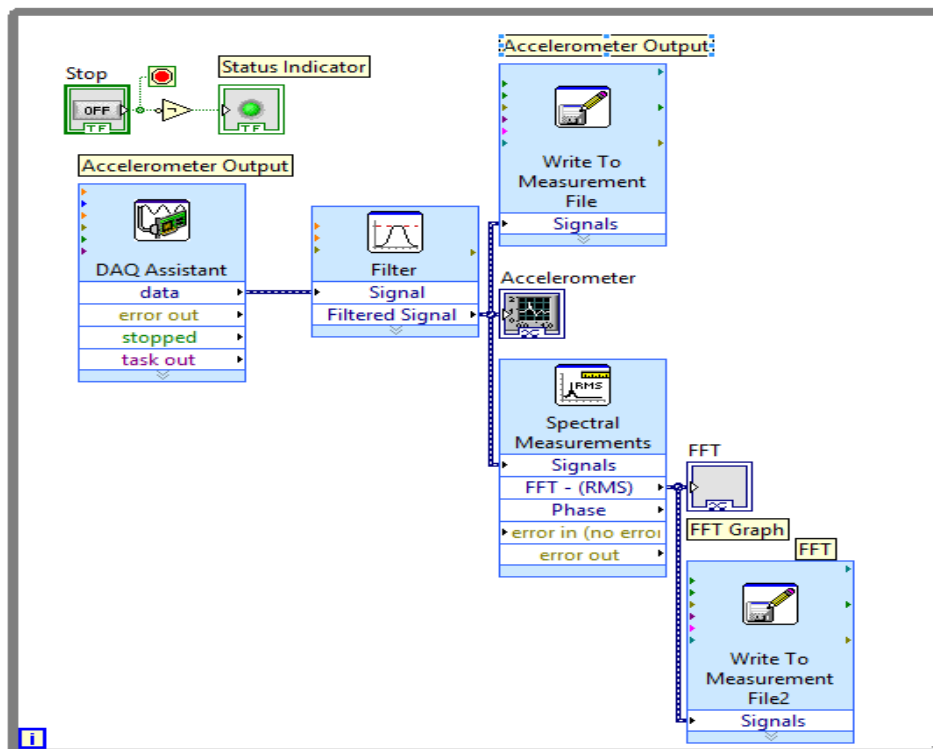 Accelerometer Output
Stop
Status Indicator
OFF
TF
TF
Accelerometer Output
Write To
Measurement
File
Signals
DAQ Assistant
data
error out
stopped
task out
Filter
Signal
Filtered Signal
Accelerometer
RMS
Spectral
Measurements
Signals
FFT - (RMS)
Phase
error in (no erro
error out
FFT
FFT Graph
FFT
Write To
Measurement
File2
Signals
i